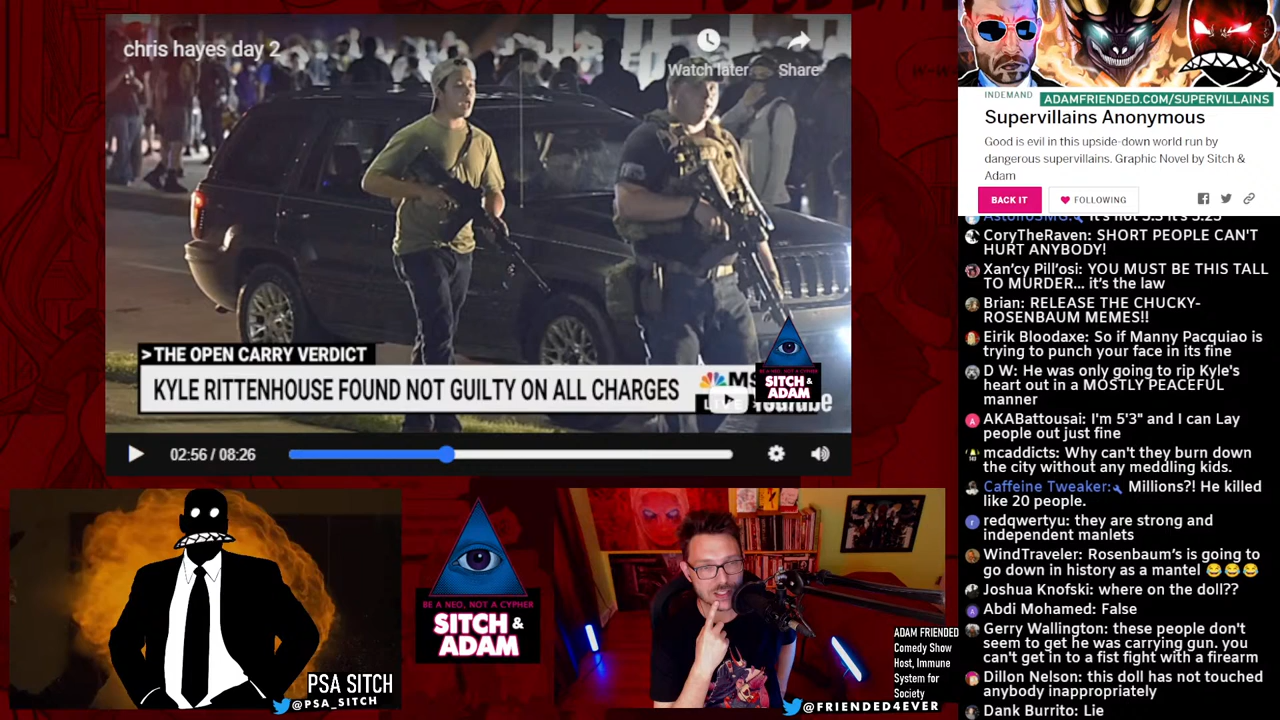 chris hayes day 2
Watch later
Share
>THE OPEN CARRY VERDICT
KYLE RITTENHOUSE FOUND NOT GUILTY ON ALL CHARGES
BE A NEO, NOT A CYPHER
SITCH &
ADAM
02:56 / 08:26
INDEMAND
ADAMFRIENDED.COM/SUPERVILLAINS
Supervillains Anonymous
Good is evil in this upside-down world run by
dangerous supervillains. Graphic Novel by Sitch &
Adam
BACK IT
FOLLOWING
CoryTheRaven: SHORT PEOPLE CAN'T
HURT ANYBODY!
Xan'cy Pill'osi: YOU MUST BE THIS TALL
TO MURDER... it's the law
Brian: RELEASE THE CHUCKY-
ROSENBAUM MEMES!!
Eirik Bloodaxe: So if Manny Pacquiao is
trying to punch your face in its fine
D W: He was only going to rip Kyle's
heart out in a MOSTLY PEACEFUL
manner
AKABattousai: I'm 5'3" and I can Lay
people out just fine
mcaddicts: Why can't they burn down
the city without any meddling kids.
Caffeine Tweaker: Millions?! He killed
like 20 people.
redqwertyu: they are strong and
independent manlets
WindTraveler: Rosenbaum's is going to
go down in history as a mantel 😂😂😂
Joshua Knofski: where on the doll??
Abdi Mohamed: False
Gerry Wallington: these people don't
seem to get he was carrying gun. you
can't get in to a fist fight with a firearm
Dillon Nelson: this doll has not touched
anybody inappropriately
Dank Burrito: Lie
PSA SITCH
@PSA_SITCH
BE A NEO, NOT A CYPHER
SITCH &
ADAM
ADAM FRIENDED
Comedy Show
Host, Immune
System for
Society
@FRIENDED4EVER